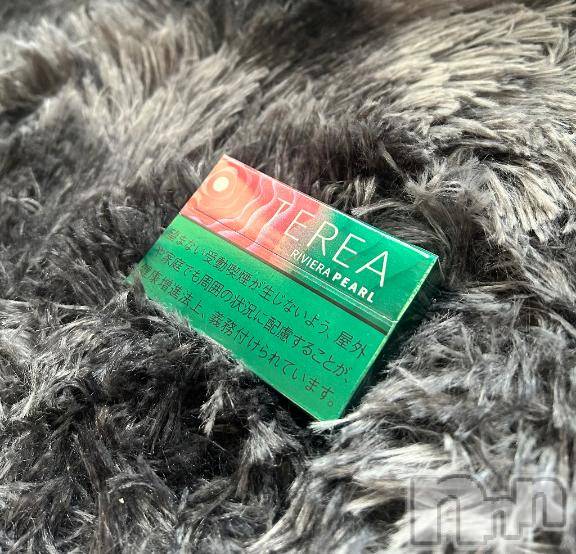 TEREA
RIVIERA PEARL
望まない受動喫煙が生じないよう、屋外
や家庭でも周囲の状況に配慮することが、
健康増進法上、義務付けられています。